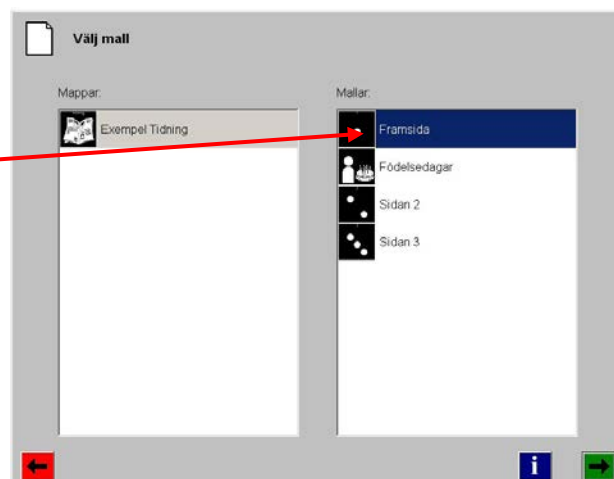 Välj mall
Mappar:
Exempel Tidning
Mallar:
Framsida
Födelsedagar
Sidan 2
Sidan 3
i